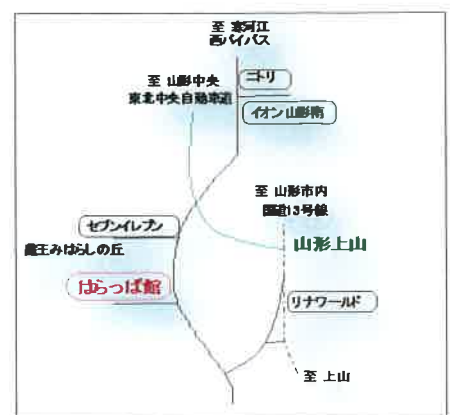 至 寒河江
西バイパス
ニトリ
至 山形中央
東北中央自動車道
イオン山形南
至 山形市内
国道13号線
セブンイレブン
山形上山
蔵王みはらしの丘
はらっぱ館
リナワールド
至 上山